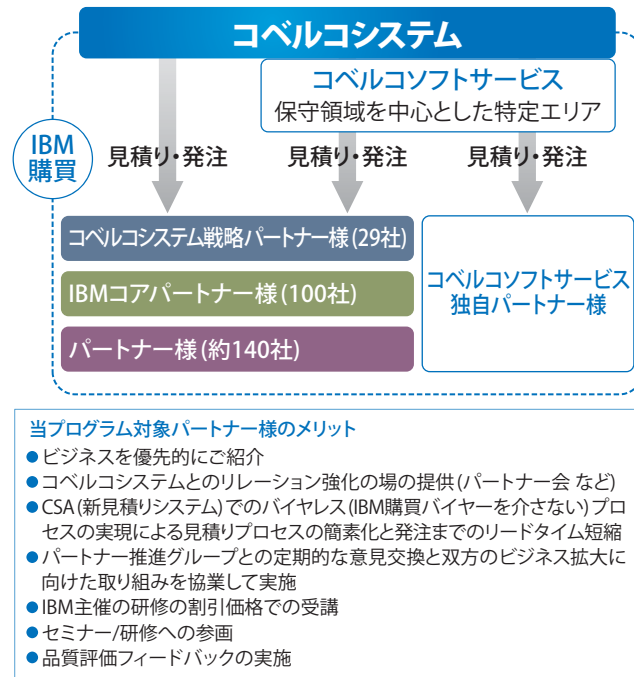 コベルコシステム
コベルコソフトサービス
保守領域を中心とした特定エリア
IBM
購買
見積り・発注
見積り・発注
見積り・発注
コベルコシステム戦略パートナー様(29社)
IBMコアパートナー様(100社)
パートナー様(約140社)
コベルコソフトサービス
独自パートナー様
当プログラム対象パートナー様のメリット
●ビジネスを優先的にご紹介
●コベルコシステムとのリレーション強化の場の提供(パートナー会 など)
●CSA(新見積りシステム)でのバイヤレス(IBM購買バイヤーを介さない)プロ
セスの実現による見積りプロセスの簡素化と発注までのリードタイム短縮
●パートナー推進グループとの定期的な意見交換と双方のビジネス拡大に
向けた取り組みを協業して実施
●IBM主催の研修の割引価格での受講
●セミナー/研修への参画
●品質評価フィードバックの実施